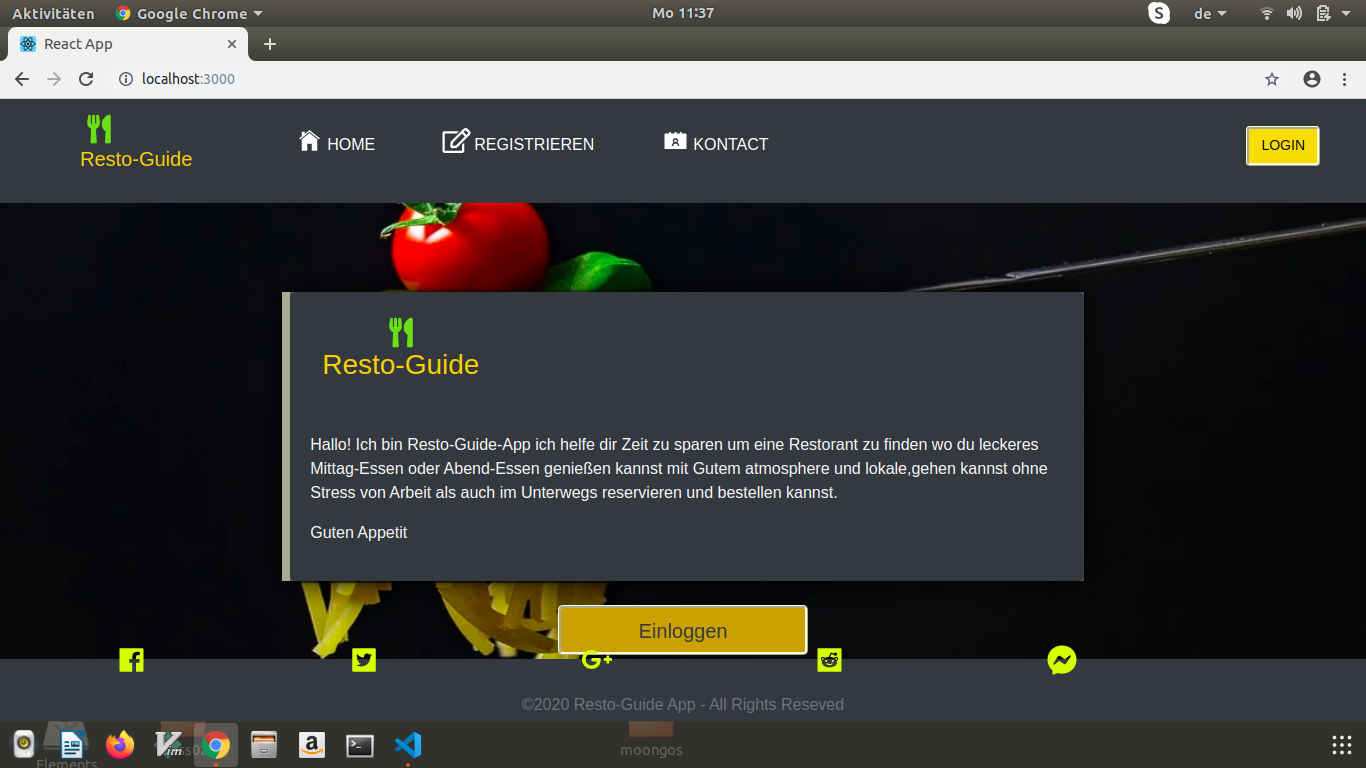 Aktivitäten Google Chrome Mo 11:37 S de
React App
localhost:3000
Resto-Guide
HOME REGISTRIEREN KONTACT LOGIN
Resto-Guide
Hallo! Ich bin Resto-Guide-App ich helfe dir Zeit zu sparen um eine Restorant zu finden wo du leckeres
Mittag-Essen oder Abend-Essen genießen kannst mit Gutem atmosphere und lokale,gehen kannst ohne
Stress von Arbeit als auch im Unterwegs reservieren und bestellen kannst.
Guten Appetit
Einloggen
G+
©2020 Resto-Guide App - All Rights Reseved
moongos
Elements